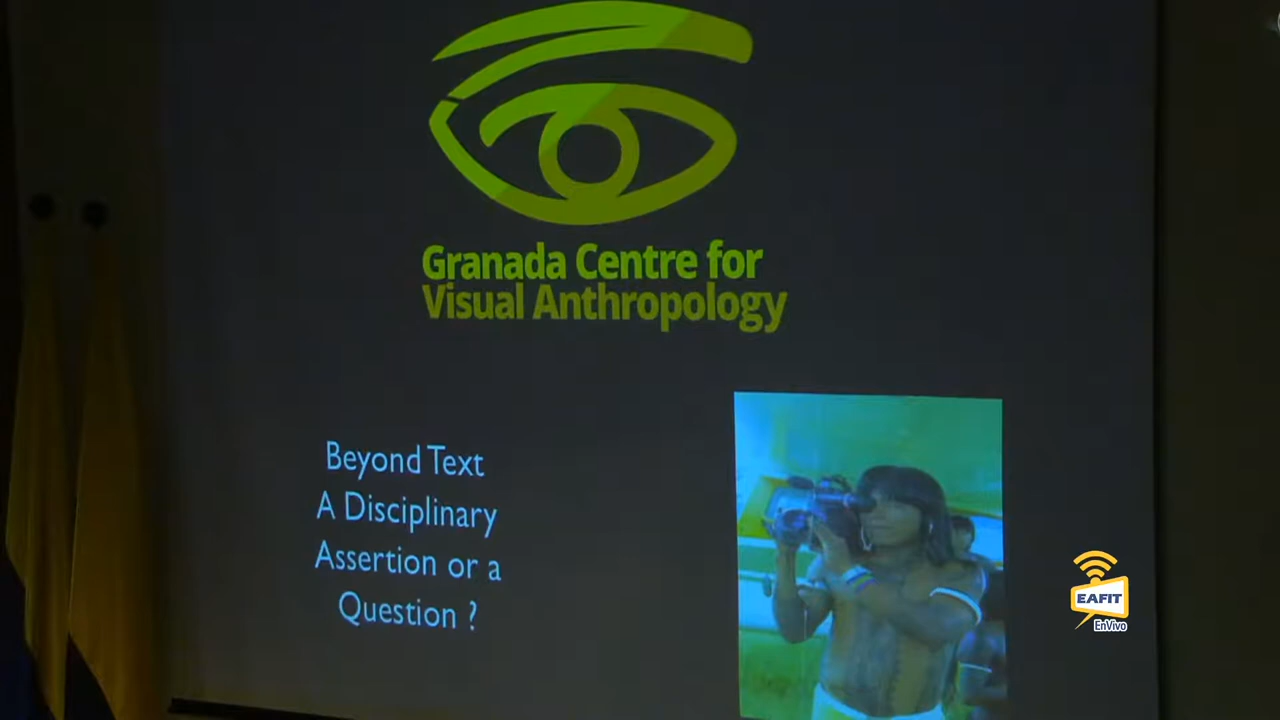 Granada Centre for
Visual Anthropology
Beyond Text
A Disciplinary
Assertion or a
Question ?
EAFIT
EnVivo